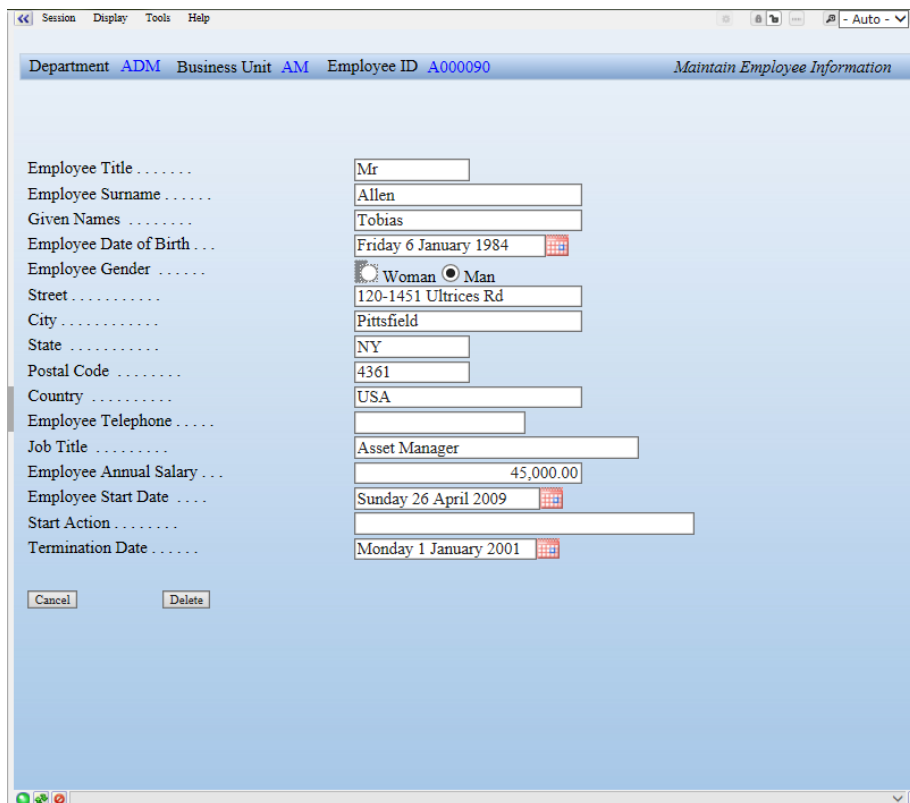 Session Display Tools Help - Auto -
Department ADM Business Unit AM Employee ID A000090 Maintain Employee Information
Employee Title . . . . . . . Mr
Employee Surname . . . . . . Allen
Given Names . . . . . . . . Tobias
Employee Date of Birth . . . Friday 6 January 1984
Employee Gender . . . . . . Woman Man
Street . . . . . . . . . . . 120-1451 Ultrices Rd
City . . . . . . . . . . . . Pittsfield
State . . . . . . . . . . . NY
Postal Code . . . . . . . . 4361
Country . . . . . . . . . . USA
Employee Telephone . . . . .
Job Title . . . . . . . . . Asset Manager
Employee Annual Salary . . . 45,000.00
Employee Start Date . . . . Sunday 26 April 2009
Start Action . . . . . . . .
Termination Date . . . . . . Monday 1 January 2001
Cancel Delete